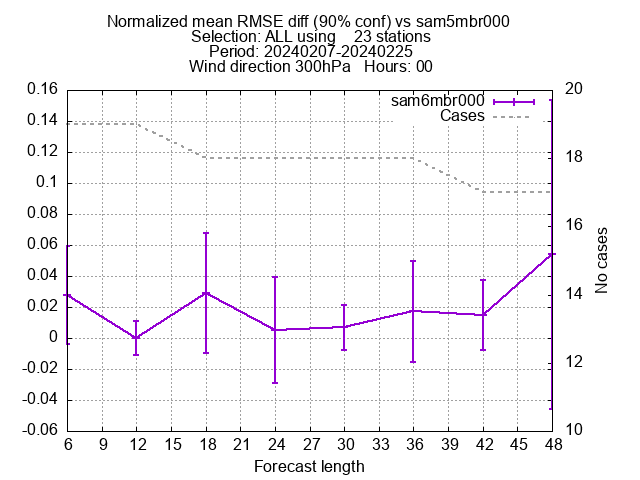 Normalized mean RMSE diff (90% conf) vs sam5mbr000
Selection: ALL using    23 stations
Period: 20240207-20240225
Wind direction 300hPa   Hours: 00
sam6mbr000
Cases
0.16
0.14
0.12
0.1
0.08
0.06
0.04
0.02
0
-0.02
-0.04
-0.06
20
18
16
14
12
10
No cases
6 9 12 15 18 21 24 27 30 33 36 39 42 45 48
Forecast length